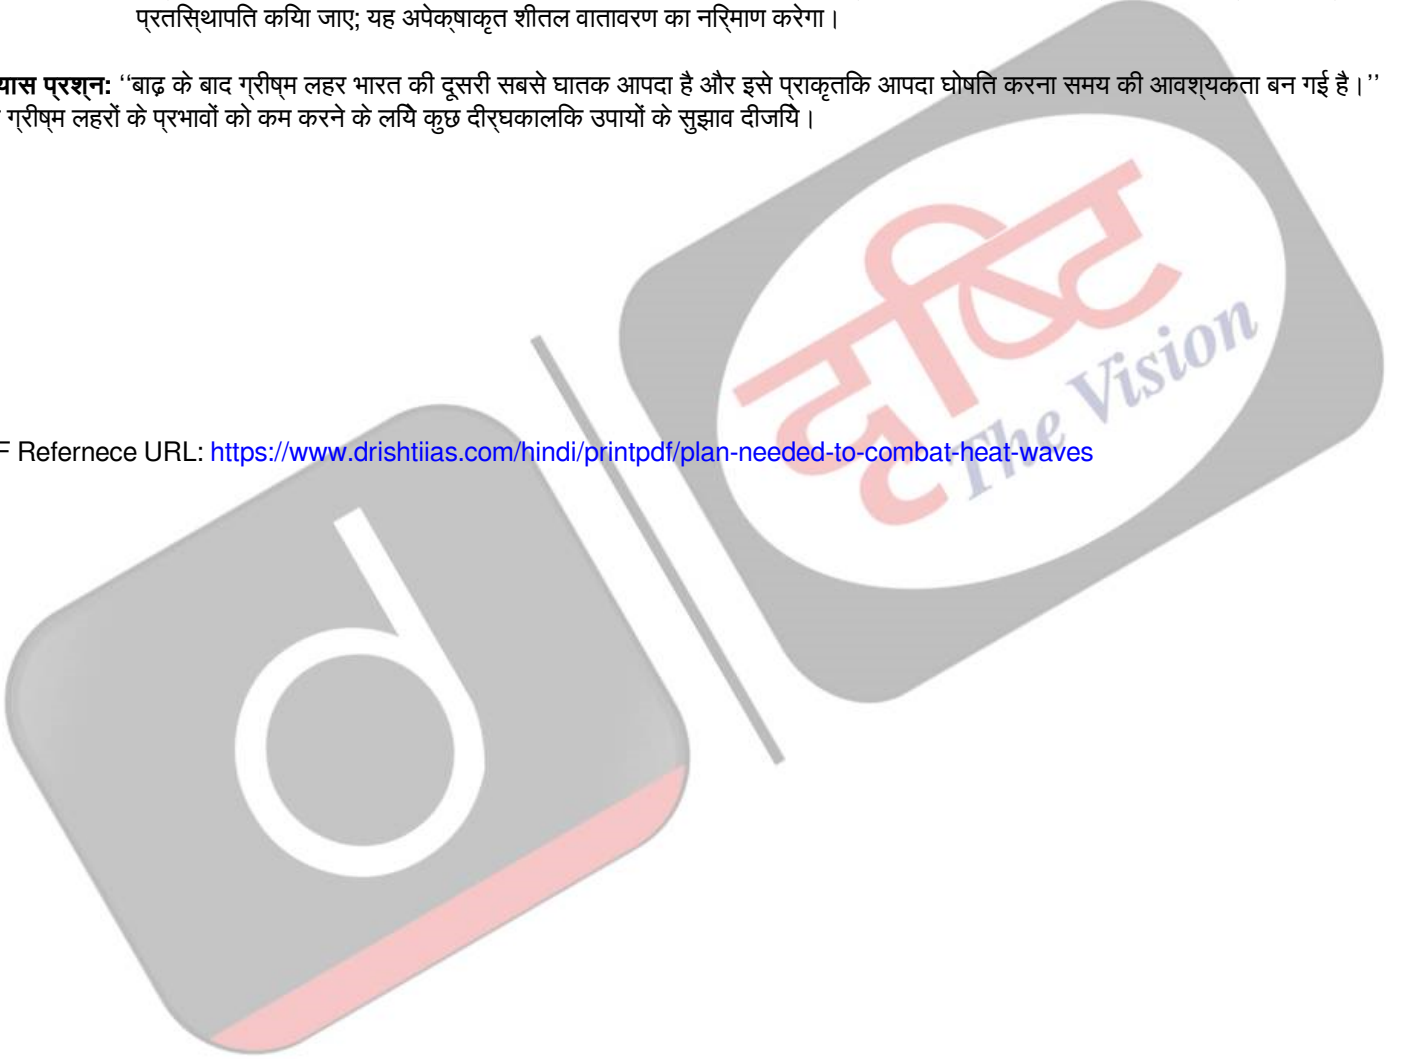 प्रतिस्थापित किया जाए; यह अपेक्षाकृत शीतल वातावरण का निर्माण करेगा।
यास प्रश्न: ‘‘बाढ़ के बाद ग्रीष्म लहर भारत की दूसरी सबसे घातक आपदा है और इसे प्राकृतिक आपदा घोषित करना समय की आवश्यकता बन गई है।’’
ग्रीष्म लहरों के प्रभावों को कम करने के लिये कुछ दीर्घकालिक उपायों के सुझाव दीजिये।
दृष्टि
The Vision
F Refernece URL: https://www.drishtiias.com/hindi/printpdf/plan-needed-to-combat-heat-waves
d